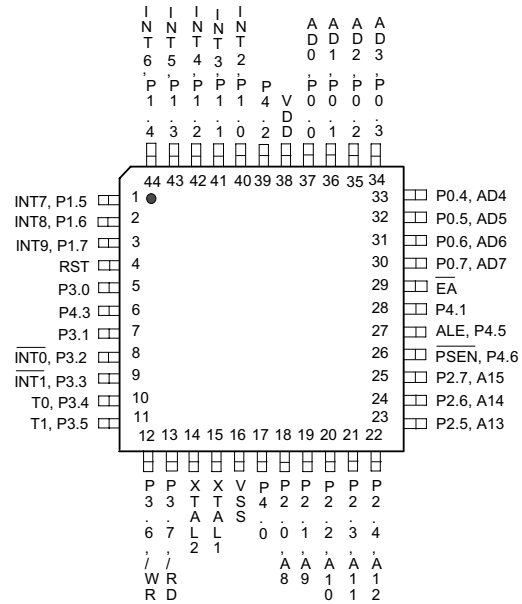 INT6, P1.4
INT5, P1.3
INT4, P1.2
INT3, P1.1
INT2, P1.0
P4.2
VDD
AD0, P0.0
AD1, P0.1
AD2, P0.2
AD3, P0.3
44 43 42 41 40 39 38 37 36 35 34
INT7, P1.5 1
INT8, P1.6 2
INT9, P1.7 3
RST 4
P3.0 5
P4.3 6
P3.1 7
INT0, P3.2 8
INT1, P3.3 9
T0, P3.4 10
T1, P3.5 11
33 P0.4, AD4
32 P0.5, AD5
31 P0.6, AD6
30 P0.7, AD7
29 EA
28 P4.1
27 ALE, P4.5
26 PSEN, P4.6
25 P2.7, A15
24 P2.6, A14
23 P2.5, A13
12 13 14 15 16 17 18 19 20 21 22
P3.6, /WR
P3.7, /RD
XTAL2
XTAL1
VSS
P4.0
P2.0, A8
P2.1, A9
P2.2, A10
P2.3, A11
P2.4, A12